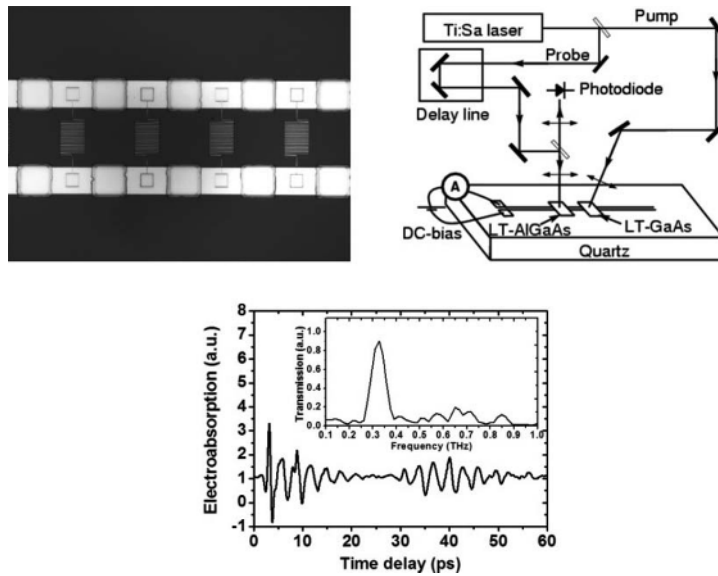 Ti:Sa laser
Pump
Probe
Photodiode
Delay line
A
DC-bias
LT-AlGaAs
LT-GaAs
Quartz
8
7
6
5
4
3
2
1
0
-1
Electroabsorption (a.u.)
1.0
0.8
0.6
0.4
0.2
0.0
Transmission (a.u.)
0.1 0.2 0.3 0.4 0.5 0.6 0.7 0.8 0.9 1.0
Frequency (THz)
0 10 20 30 40 50 60
Time delay (ps)